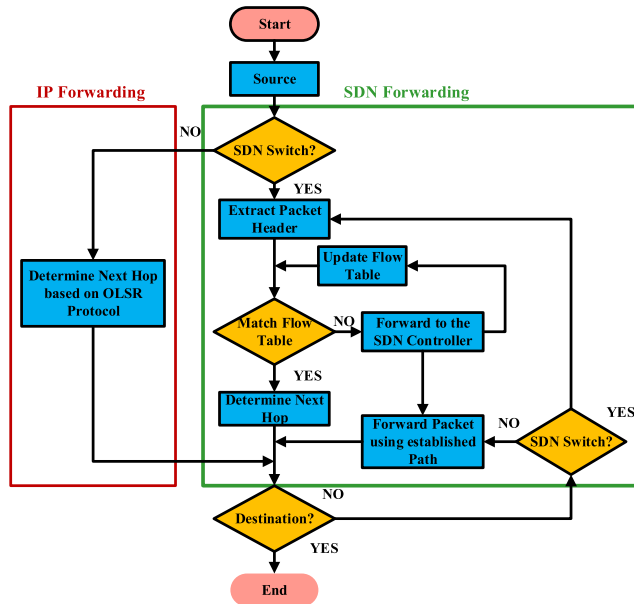 Start
Source
IP Forwarding
SDN Forwarding
NO
SDN Switch?
YES
Extract Packet
Header
Update Flow
Table
Determine Next Hop
based on OLSR
Protocol
Match Flow
Table
NO
Forward to the
SDN Controller
YES
Determine Next
Hop
Forward Packet
using established
Path
NO
SDN Switch?
YES
NO
Destination?
YES
End